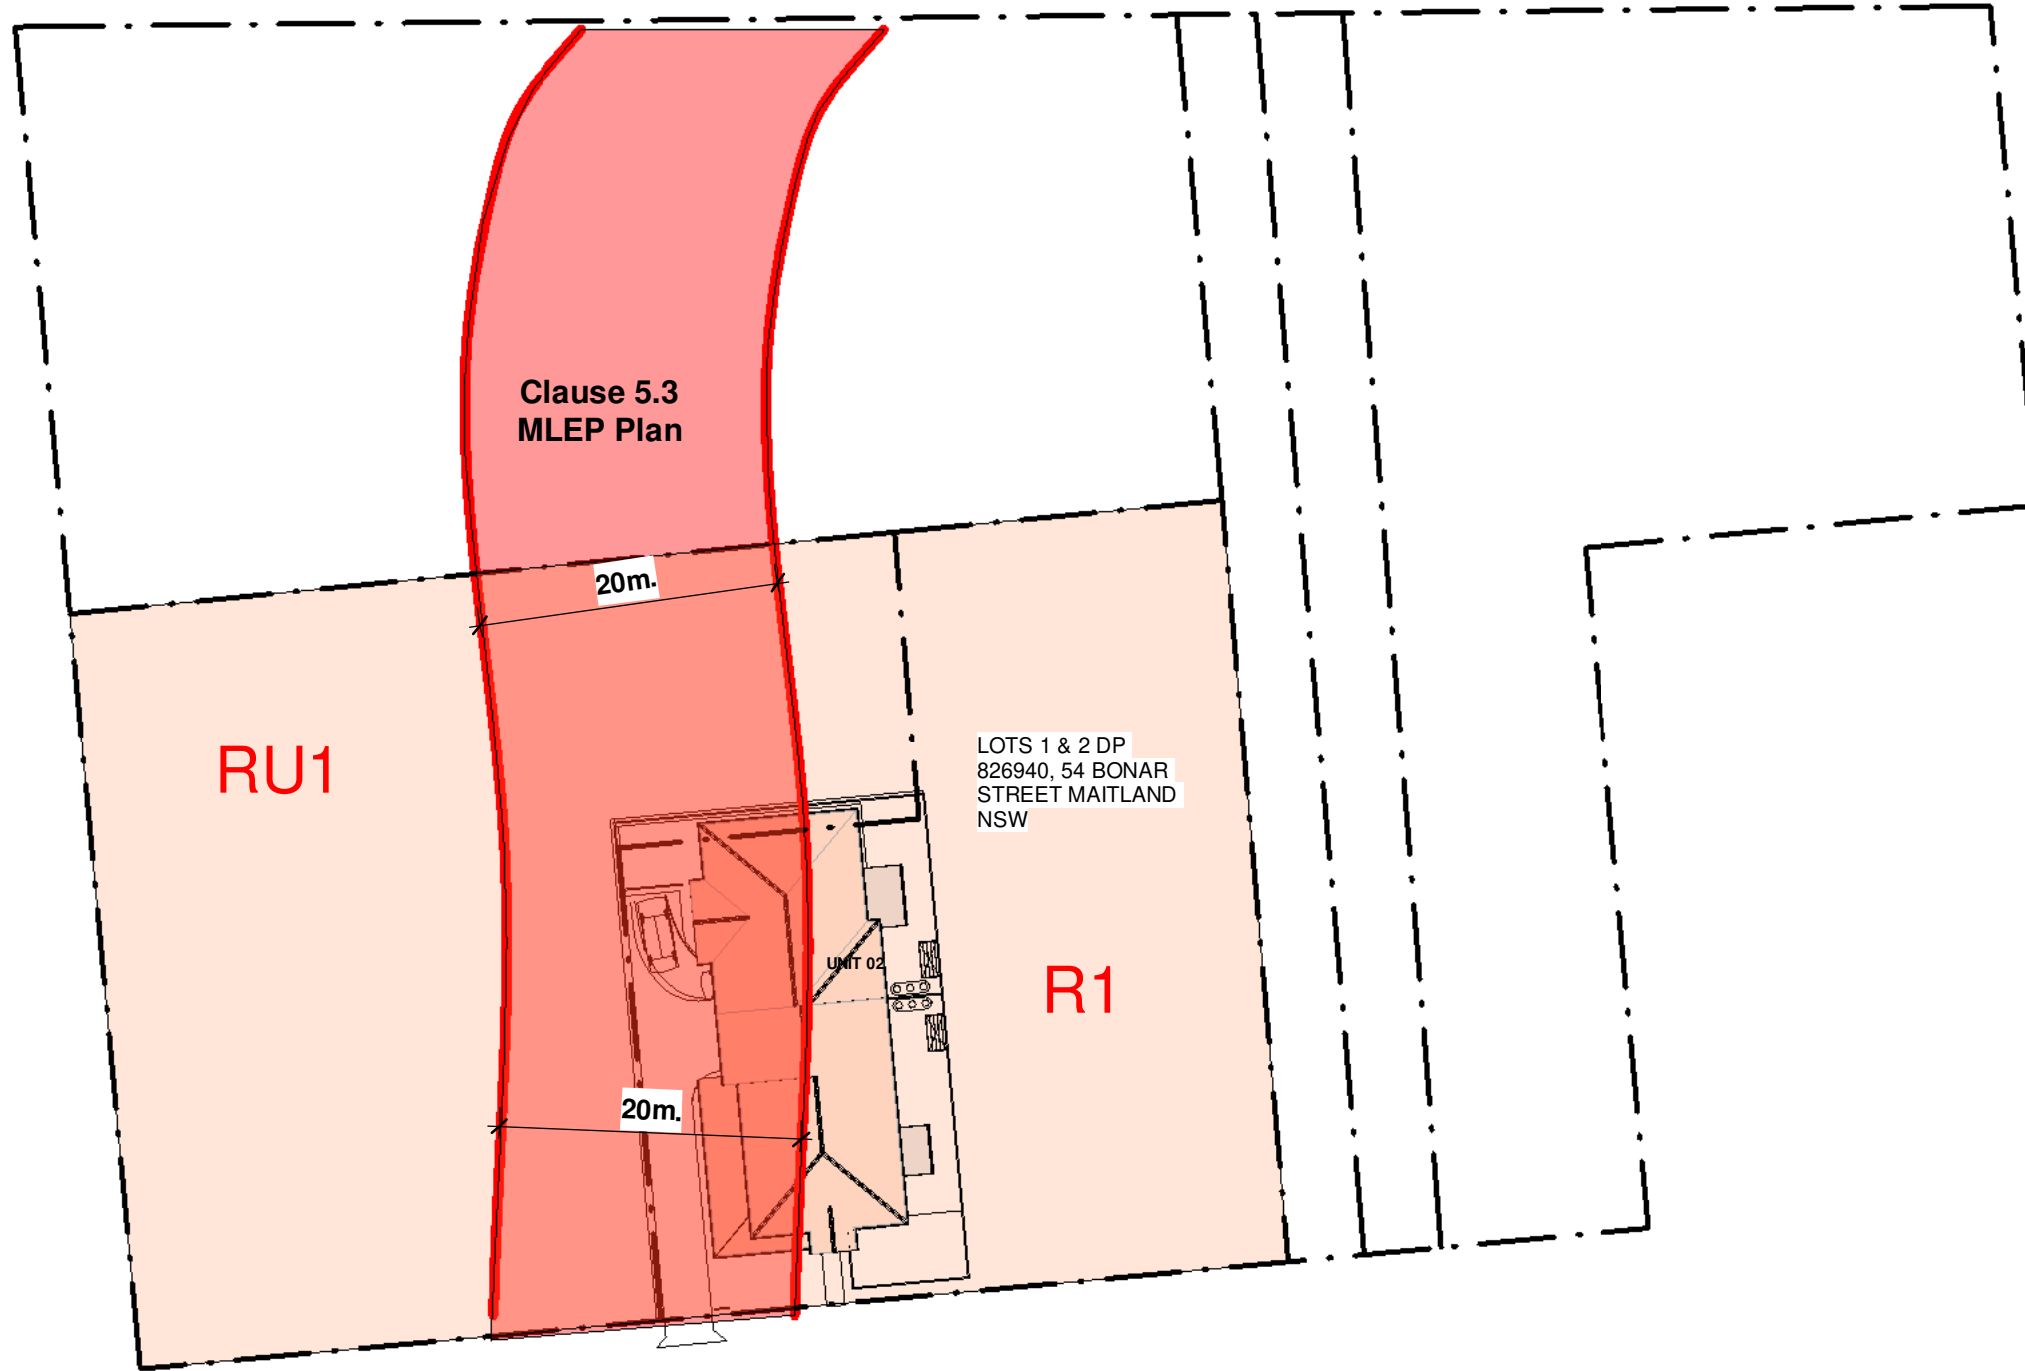 Clause 5.3
MLEP Plan
20m.
RU1
LOTS 1 & 2 DP
826940, 54 BONAR
STREET MAITLAND
NSW
UNIT 02
R1
20m.